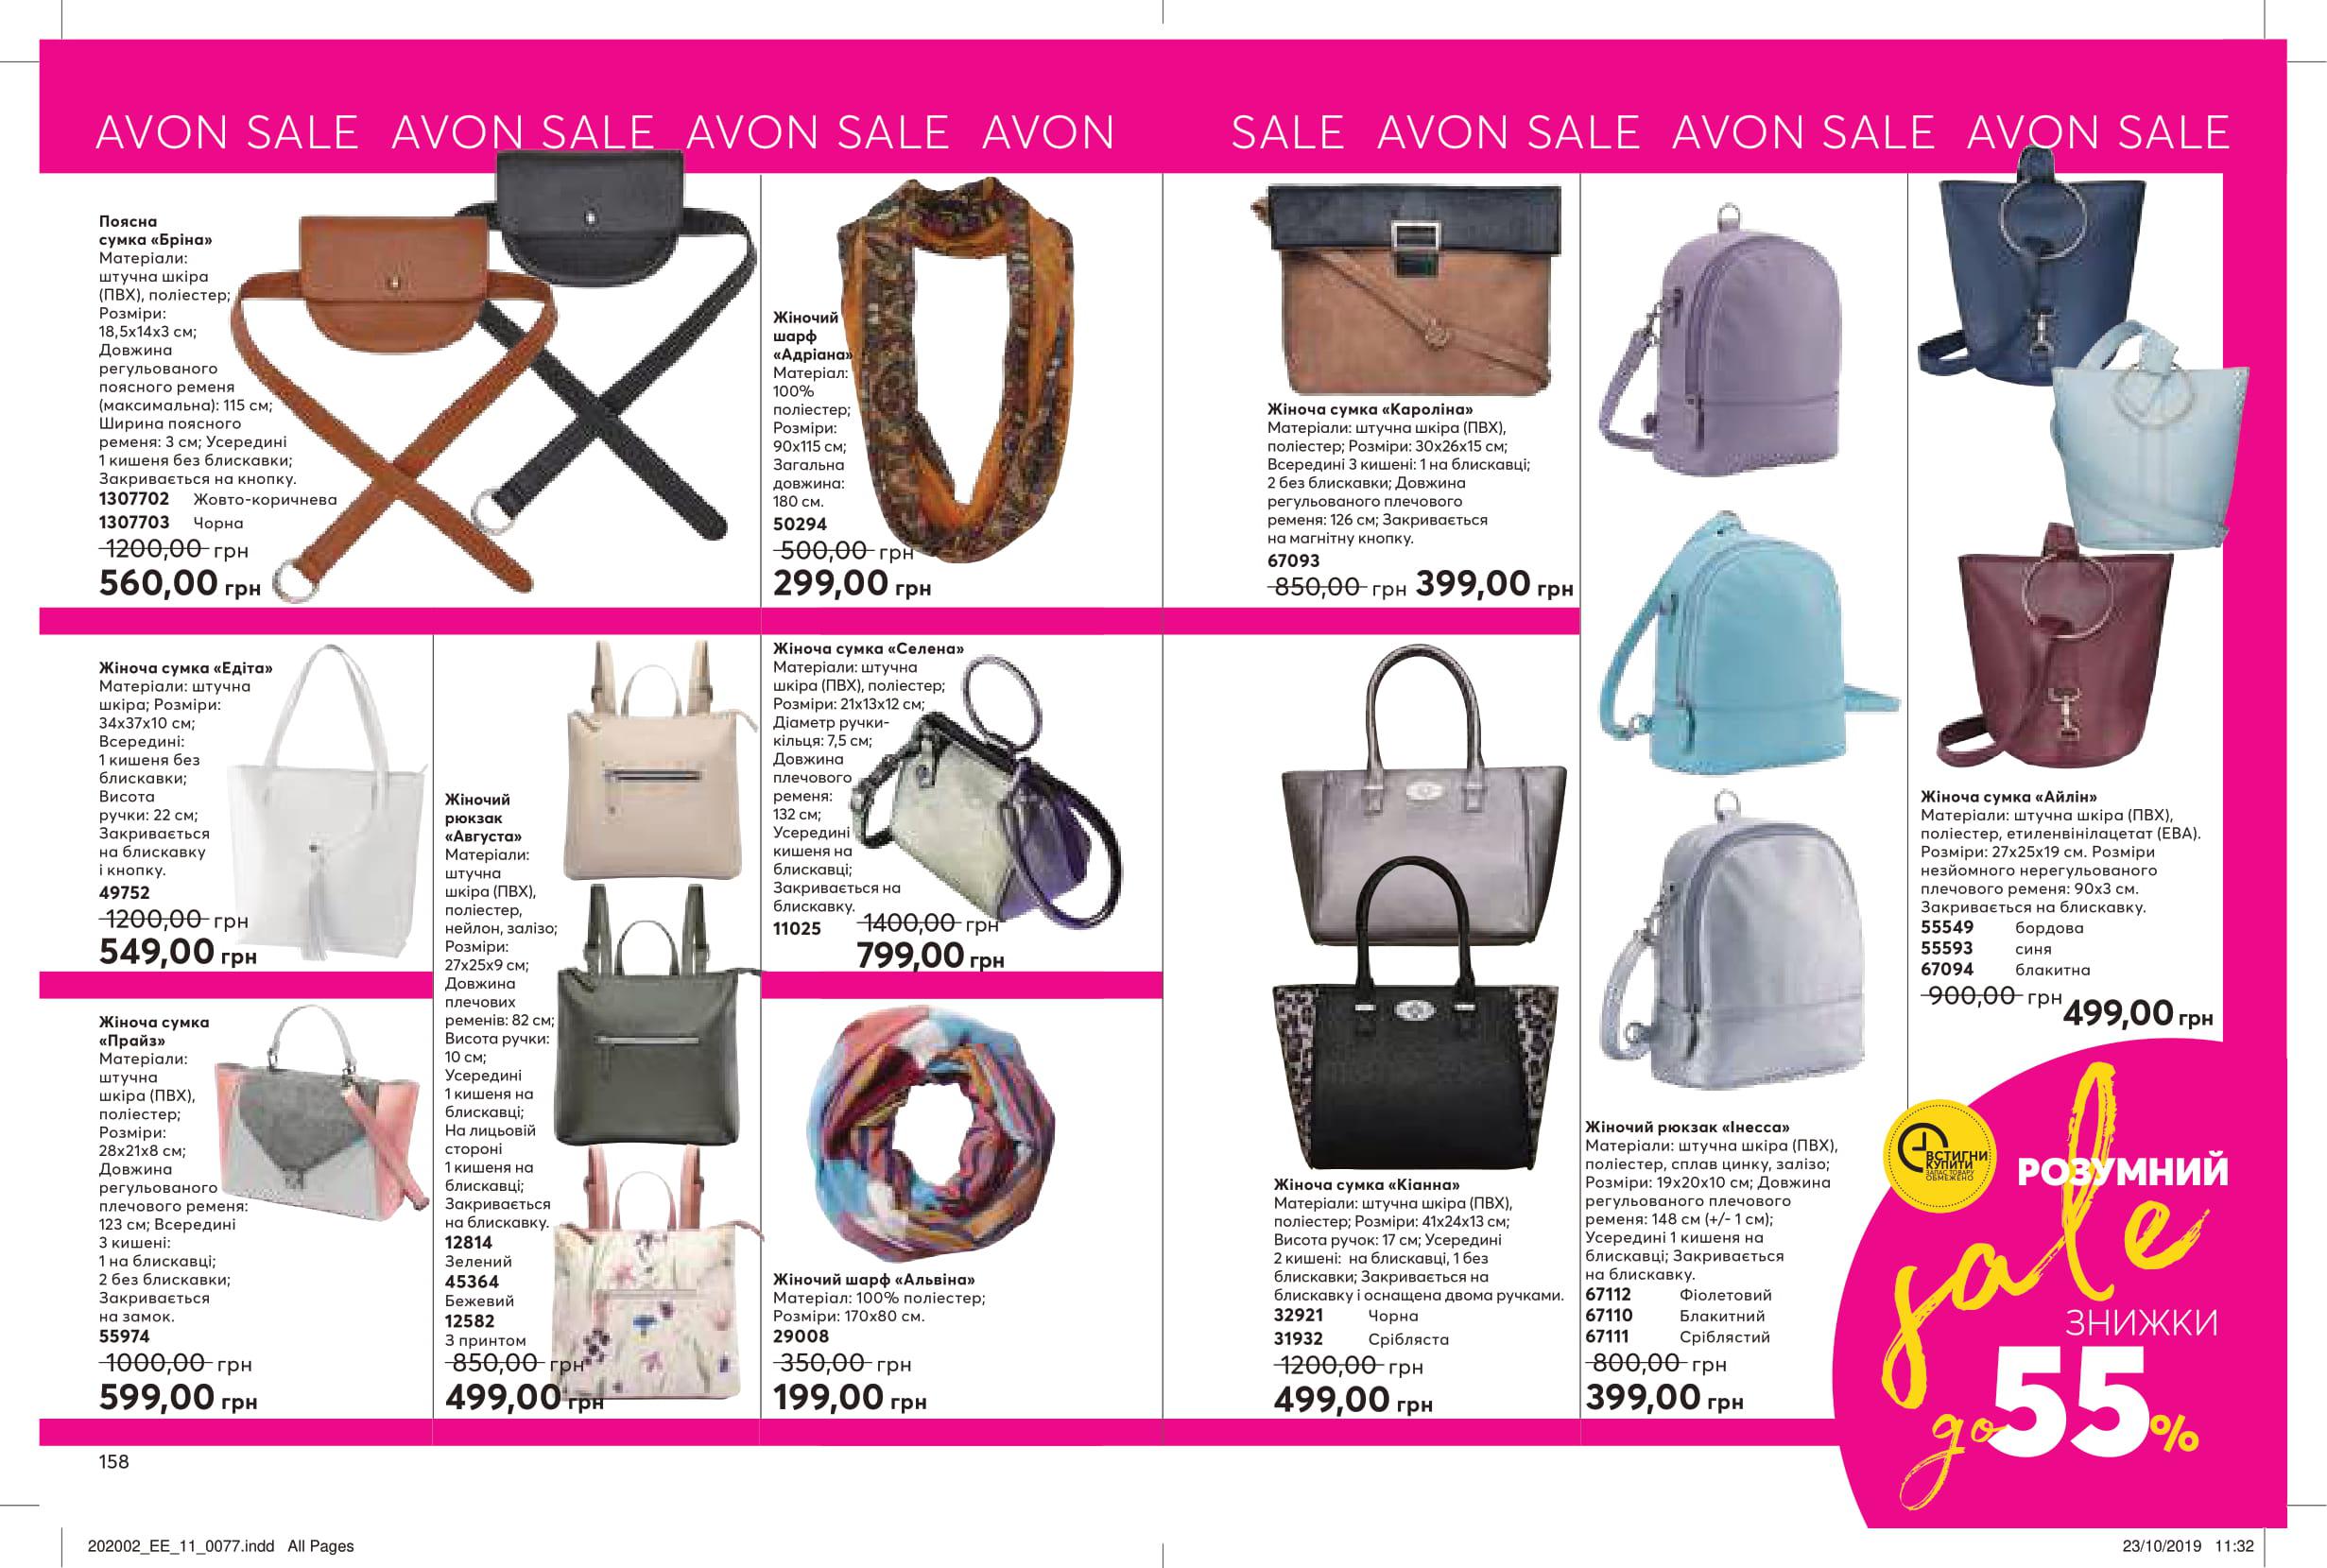 AVON SALE AVON SALE AVON SALE AVON
SALE AVON SALE AVON SALE AVON SALE
Поясна
сумка «Бріна»
Матеріали:
штучна шкіра
(ПВХ), поліестер;
Розміри:
18,5х14х3 см;
Довжина
регульованого
поясного ременя
(максимальна): 115 см;
Ширина поясного
ременя: 3 см; Усередині
1 кишеня без блискавки;
Закривається на кнопку.
1307702 Жовто-коричнева
1307703 Чорна
1200,00 грн
560,00 грн
Жіночий
шарф
«Адріана»
Матеріал:
100%
поліестер;
Розміри:
90х115 см;
Загальна
довжина:
180 см.
50294
500,00 грн
299,00 грн
Жіноча сумка «Едіта»
Матеріали: штучна
шкіра; Розміри:
34х37х10 см;
Всередині:
1 кишеня без
блискавки;
Висота
ручки: 22 см;
Закривається
на блискавку
і кнопку.
49752
1200,00 грн
549,00 грн
Жіноча сумка
«Прайз»
Матеріали:
штучна
шкіра (ПВХ),
поліестер;
Розміри:
28х21х8 см;
Довжина
регульованого
плечового ременя:
123 см; Всередині
3 кишені:
1 на блискавці;
2 без блискавки;
Закривається
на замок.
55974
1000,00 грн
599,00 грн
Жіночий
рюкзак
«Августа»
Матеріали:
штучна
шкіра (ПВХ),
поліестер,
нейлон, залізо;
Розміри:
27х25х9 см;
Довжина
плечових
ременів: 82 см;
Висота ручки:
10 см;
Усередині
1 кишеня на
блискавці;
На лицьовій
стороні
1 кишеня на
блискавці;
Закривається
на блискавку.
12814
Зелений
45364
Бежевий
12582
З принтом
850,00 грн
499,00 грн
Жіноча сумка «Селена»
Матеріали: штучна
шкіра (ПВХ), поліестер;
Розміри: 21х13х12 см;
Діаметр ручки-
кільця: 7,5 см;
Довжина
плечового
ременя:
132 см;
Усередині
кишеня на
блискавці;
Закривається на
блискавку.
11025
1400,00 грн
799,00 грн
Жіночий шарф «Альвіна»
Матеріал: 100% поліестер;
Розміри: 170х80 см.
29008
350,00 грн
199,00 грн
Жіноча сумка «Кароліна»
Матеріали: штучна шкіра (ПВХ),
поліестер; Розміри: 30х26х15 см;
Всередині 3 кишені: 1 на блискавці;
2 без блискавки; Довжина
регульованого плечового
ременя: 126 см; Закривається
на магнітну кнопку.
67093
850,00 грн 399,00 грн
Жіноча сумка «Кіанна»
Матеріали: штучна шкіра (ПВХ),
поліестер; Розміри: 41х24х13 см;
Висота ручок: 17 см; Усередині
2 кишені: на блискавці, 1 без
блискавки; Закривається на
блискавку і оснащена двома ручками.
32921 Чорна
31932 Срібляста
1200,00 грн
499,00 грн
Жіночий рюкзак «Інесса»
Матеріали: штучна шкіра (ПВХ),
поліестер, сплав цинку, залізо;
Розміри: 19х20х10 см; Довжина
регульованого плечового
ременя: 148 см (+/- 1 см);
Усередині 1 кишеня на
блискавці; Закривається
на блискавку.
67112 Фіолетовий
67110 Блакитний
67111 Сріблястий
800,00 грн
399,00 грн
Жіноча сумка «Айлін»
Матеріали: штучна шкіра (ПВХ),
поліестер, етиленвінілацетат (ЕВА).
Розміри: 27х25х19 см. Розміри
незйомного нерегульованого
плечового ременя: 90х3 см.
Закривається на блискавку.
55549 бордова
55593 синя
67094 блакитна
900,00 грн
499,00 грн
ВСТИГНИ
КУПИТИ
ЗАПАС ТОВАРУ
ОБМЕЖЕНО
РОЗУМНИЙ
sale
ЗНИЖКИ
до 55%
158
202002_EE_11_0077.indd All Pages
23/10/2019 11:32